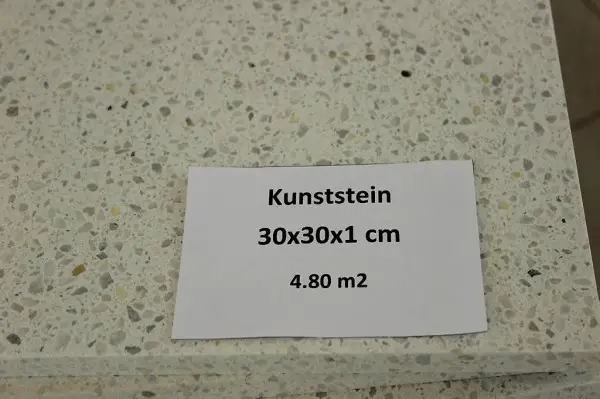 Kunststein
30x30x1 cm
4.80 m2